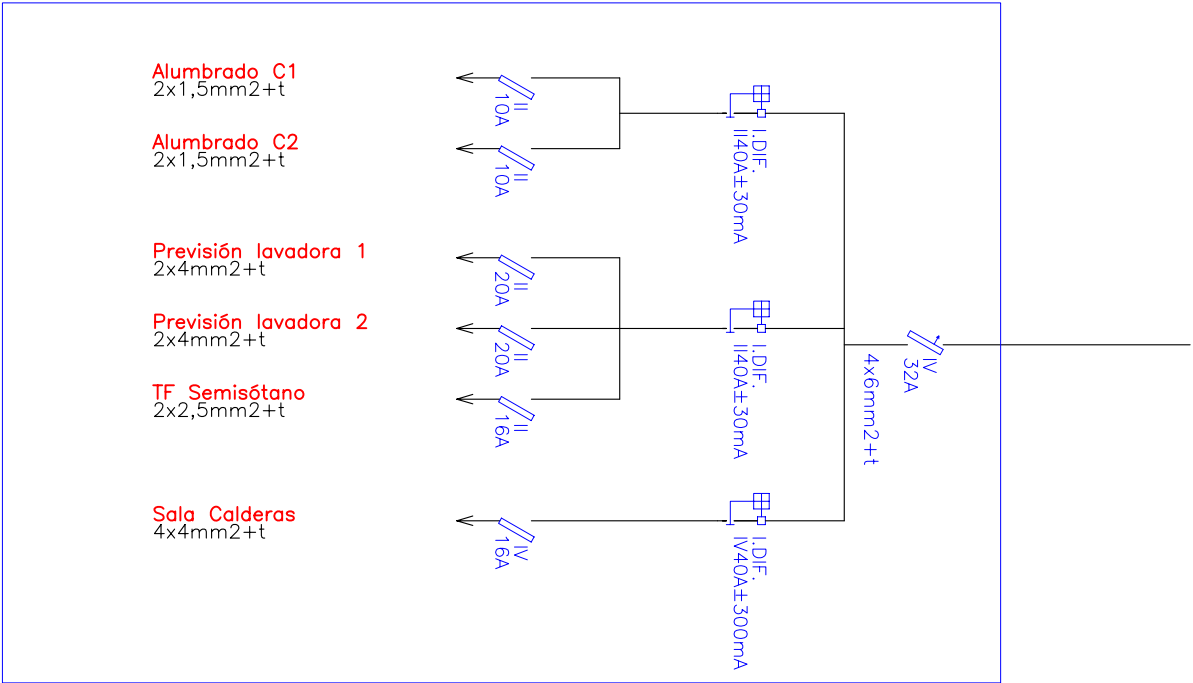 Alumbrado C1
2x1,5mm2+t
II
10A
Alumbrado C2
2x1,5mm2+t
II
10A
I.DIF.
II40A±30mA
Previsión lavadora 1
2x4mm2+t
II
20A
Previsión lavadora 2
2x4mm2+t
II
20A
TF Semisótano
2x2,5mm2+t
II
16A
I.DIF.
II40A±30mA
IV
32A
4x6mm2+t
Sala Calderas
4x4mm2+t
IV
16A
I.DIF.
IV40A±300mA